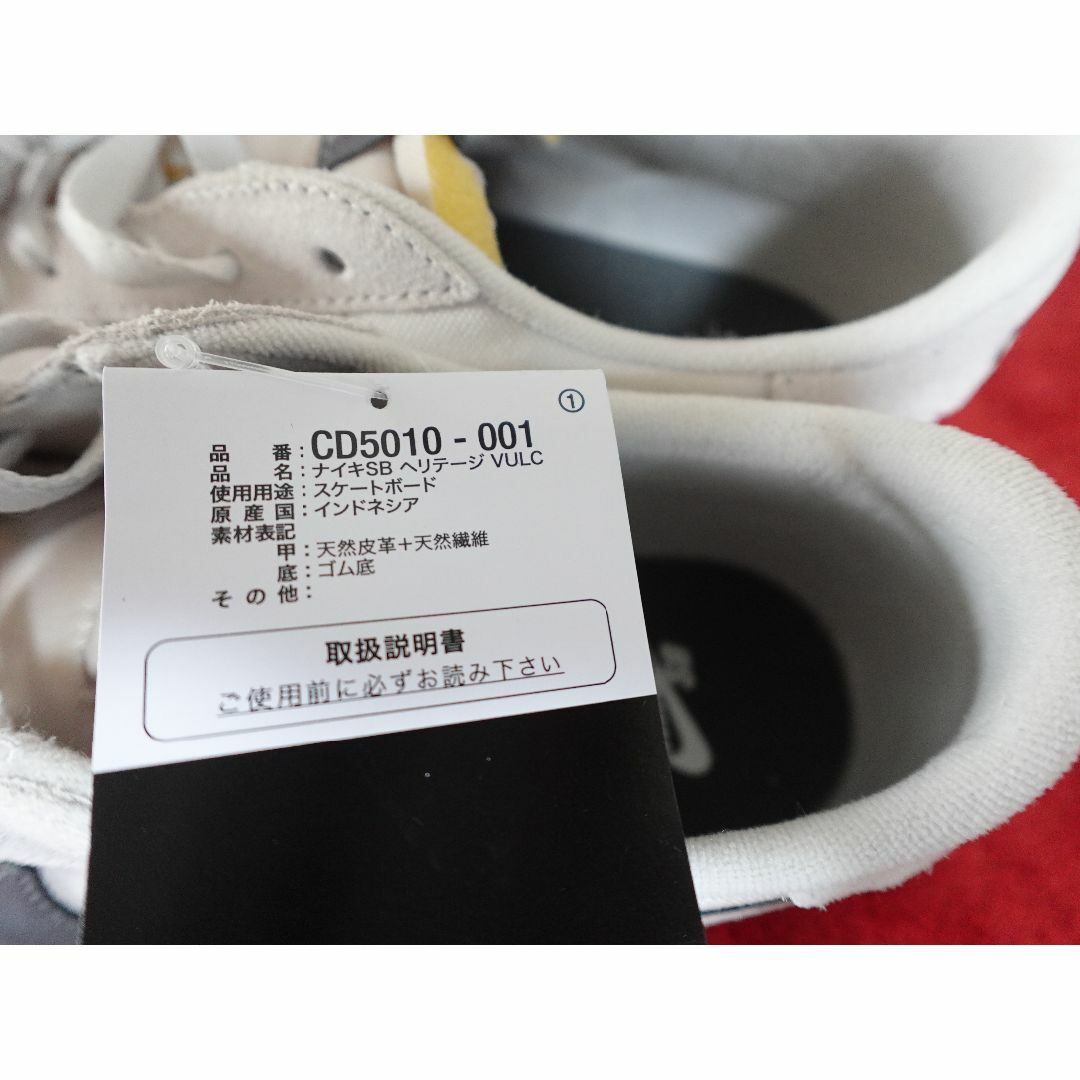 ①
品 番：CD5010 - 001
品 名：ナイキSB ヘリテージ VULC
使用用途：スケートボード
原 産 国：インドネシア
素材表記
甲：天然皮革＋天然繊維
底：ゴム底
そ の 他：
取扱説明書
ご使用前に必ずお読み下さい